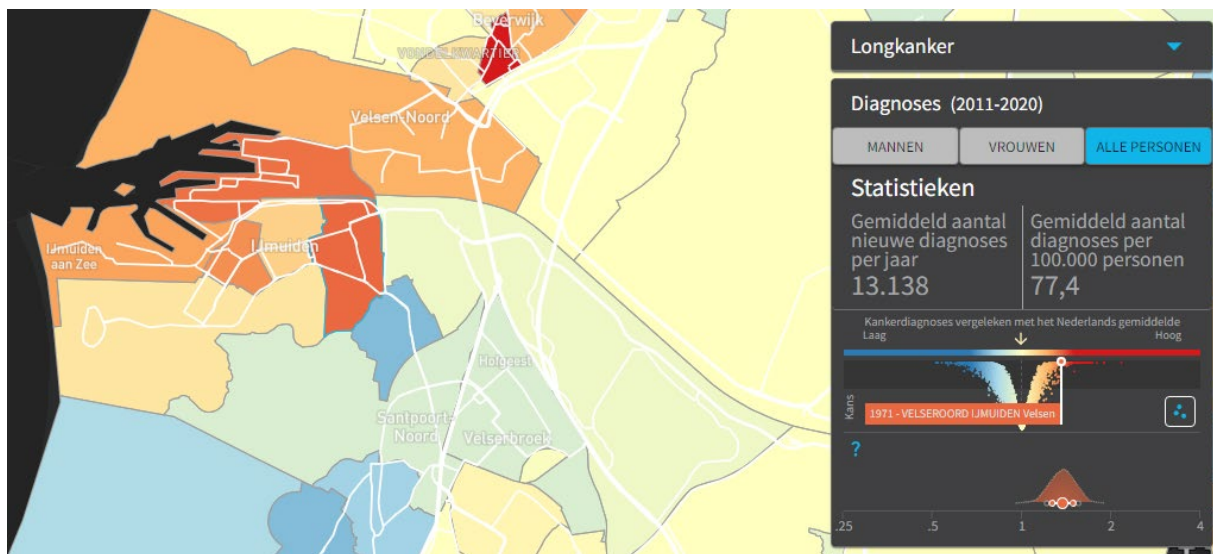 Beverwijk
VONDELKWARTIER
Velsen-Noord
IJmuiden
aan Zee
IJmuiden
Hofgeest
Santpoort-
Noord
Velserbroek
Longkanker
Diagnoses (2011-2020)
MANNEN
VROUWEN
ALLE PERSONEN
Statistieken
Gemiddeld aantal
nieuwe diagnoses
per jaar
13.138
Gemiddeld aantal
diagnoses per
100.000 personen
77,4
Kankerdiagnoses vergeleken met het Nederlands gemiddelde
Laag
Hoog
Kans
1971 - VELSEROORD IJMUIDEN Velsen
?
.25 .5 1 2 4